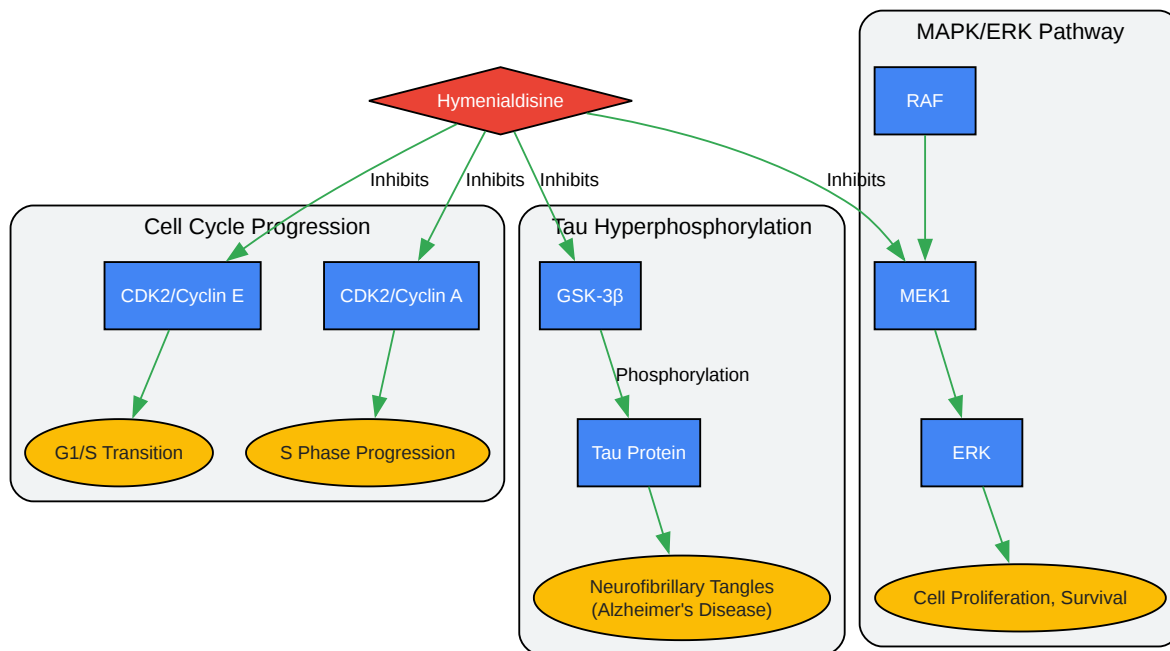 MAPK/ERK Pathway
RAF
Hymenialdisine
Inhibits
Inhibits
Inhibits
Inhibits
Cell Cycle Progression
Tau Hyperphosphorylation
CDK2/Cyclin E
CDK2/Cyclin A
GSK-3β
MEK1
Phosphorylation
G1/S Transition
S Phase Progression
Tau Protein
ERK
Neurofibrillary Tangles
(Alzheimer's Disease)
Cell Proliferation, Survival